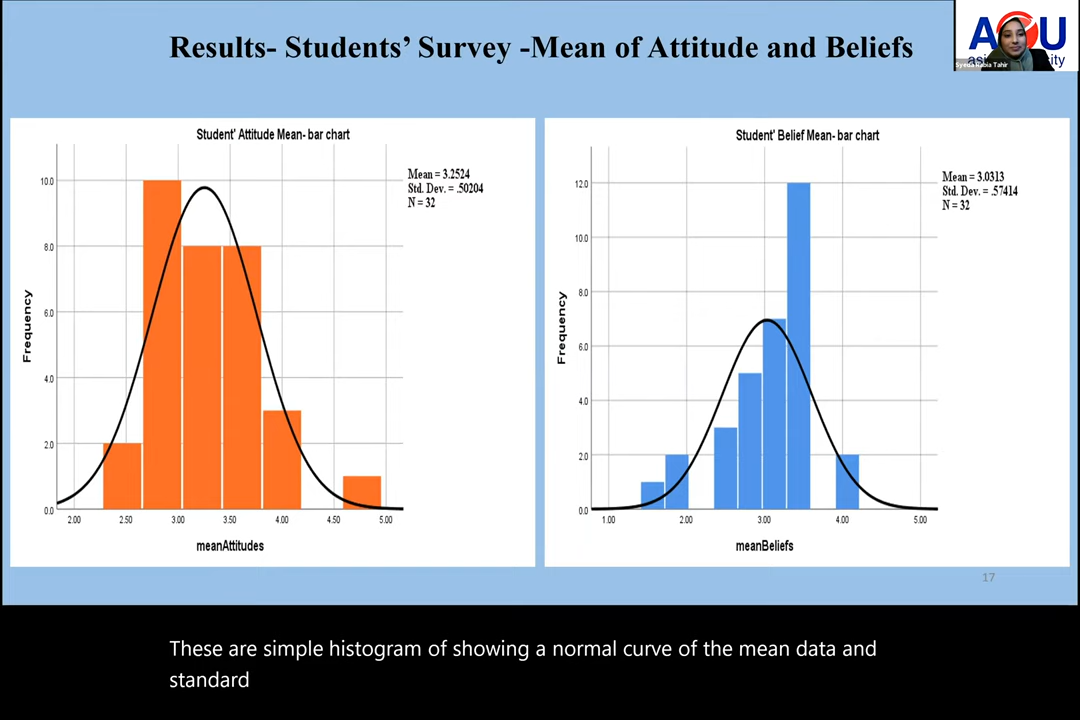 Results- Students’ Survey -Mean of Attitude and Beliefs
AOU
Syeda Rabia Tahir
Student' Attitude Mean- bar chart
Mean = 3.2524
Std. Dev. = .50204
N = 32
Frequency
10.0
8.0
6.0
4.0
2.0
0.0
2.00 2.50 3.00 3.50 4.00 4.50 5.00
meanAttitudes
Student' Belief Mean- bar chart
Mean = 3.0313
Std. Dev. = .57414
N = 32
Frequency
12.0
10.0
8.0
6.0
4.0
2.0
0.0
1.00 2.00 3.00 4.00 5.00
meanBeliefs
17
These are simple histogram of showing a normal curve of the mean data and
standard